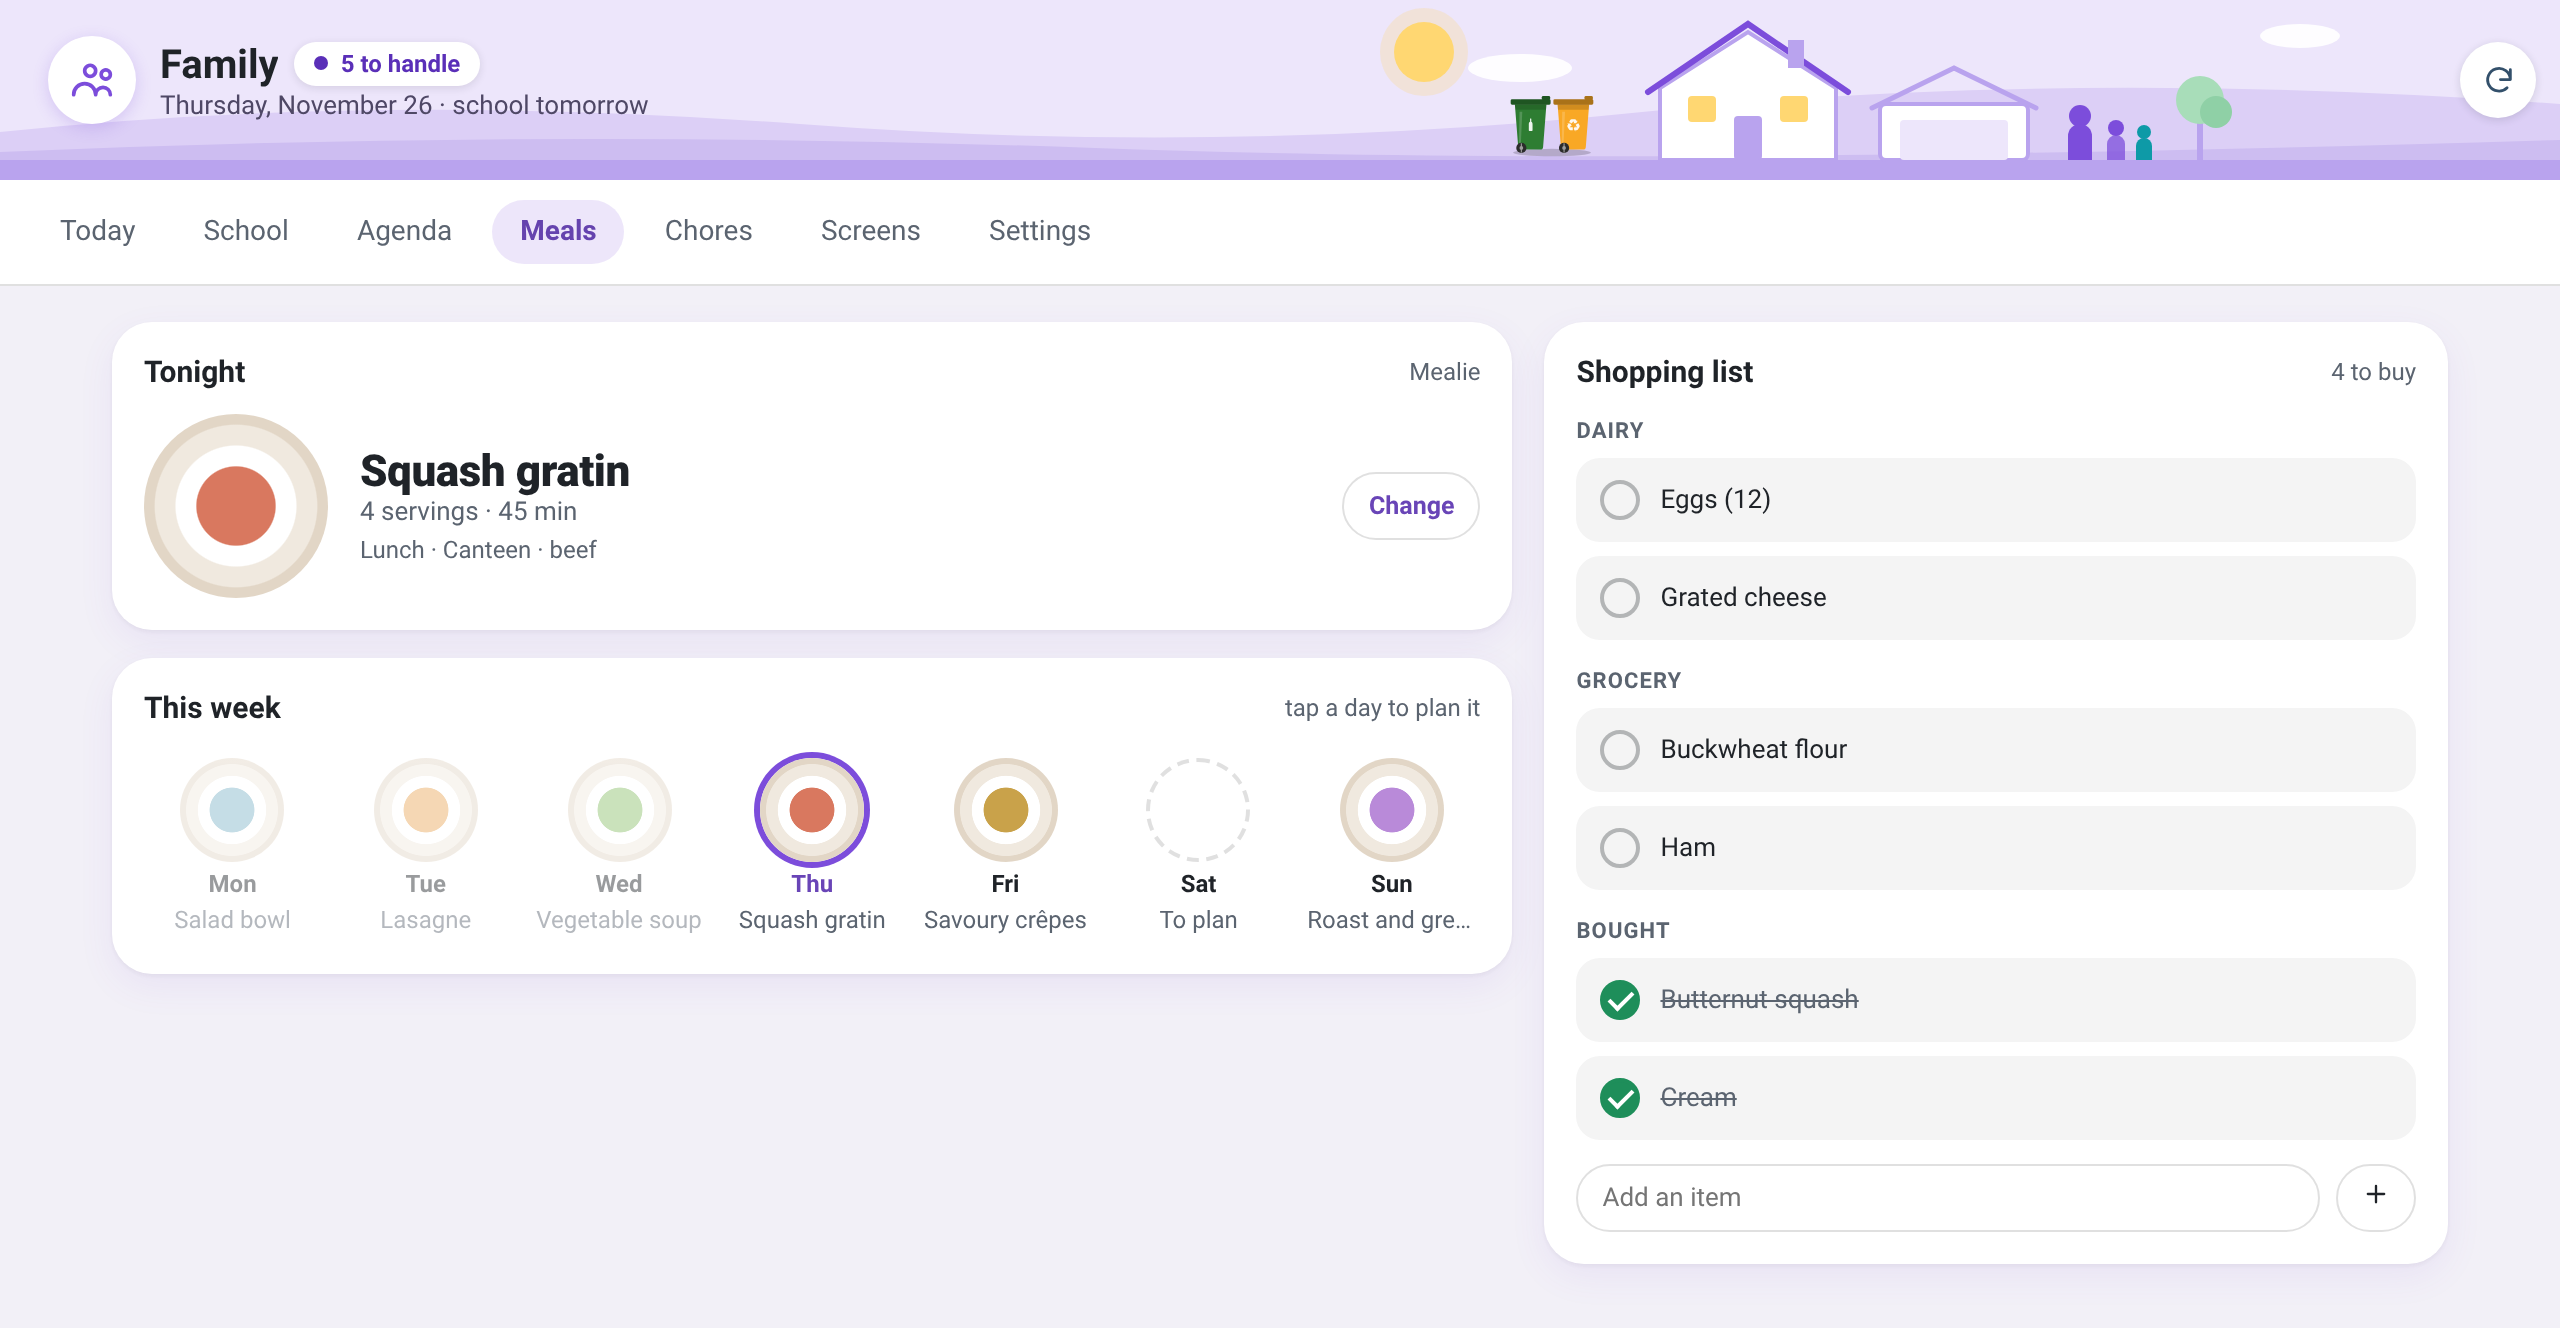 Family
5 to handle
Thursday, November 26 · school tomorrow
Today
School
Agenda
Meals
Chores
Screens
Settings
Tonight
Mealie
Squash gratin
4 servings · 45 min
Lunch · Canteen · beef
Change
This week
tap a day to plan it
Mon
Salad bowl
Tue
Lasagne
Wed
Vegetable soup
Thu
Squash gratin
Fri
Savoury crêpes
Sat
To plan
Sun
Roast and gre...
Shopping list
4 to buy
DAIRY
Eggs (12)
Grated cheese
GROCERY
Buckwheat flour
Ham
BOUGHT
Butternut squash
Cream
Add an item
+